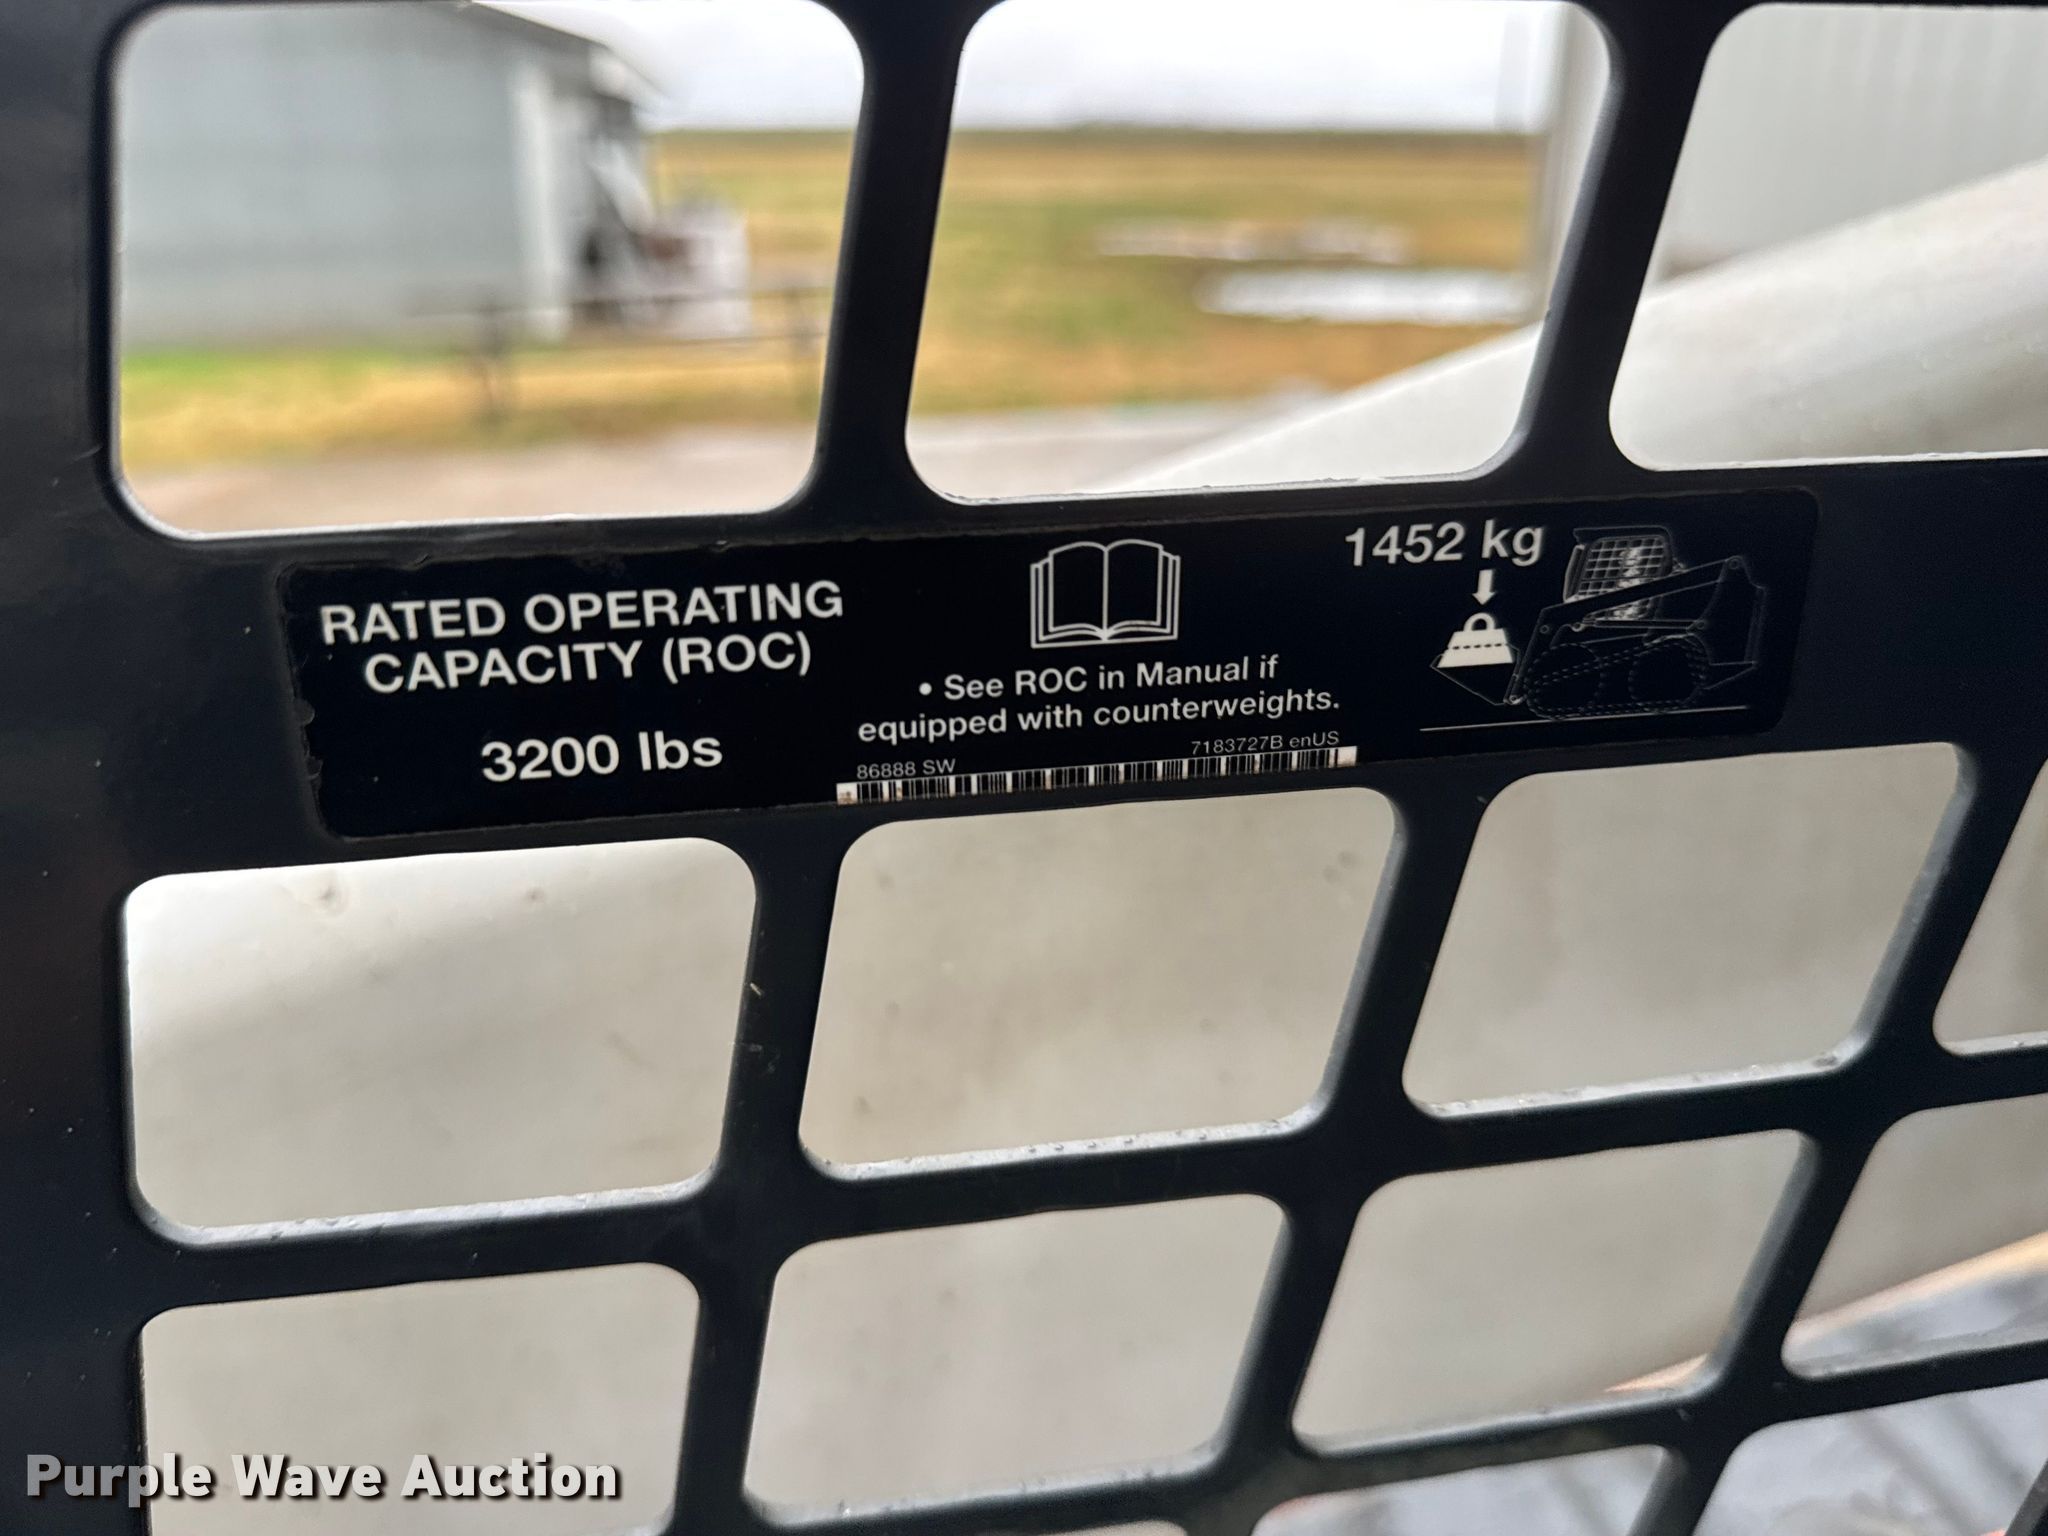 RATED OPERATING
CAPACITY (ROC)
3200 lbs
• See ROC in Manual if
equipped with counterweights.
86888 SW
7183727B enUS
1452 kg
Purple Wave Auction